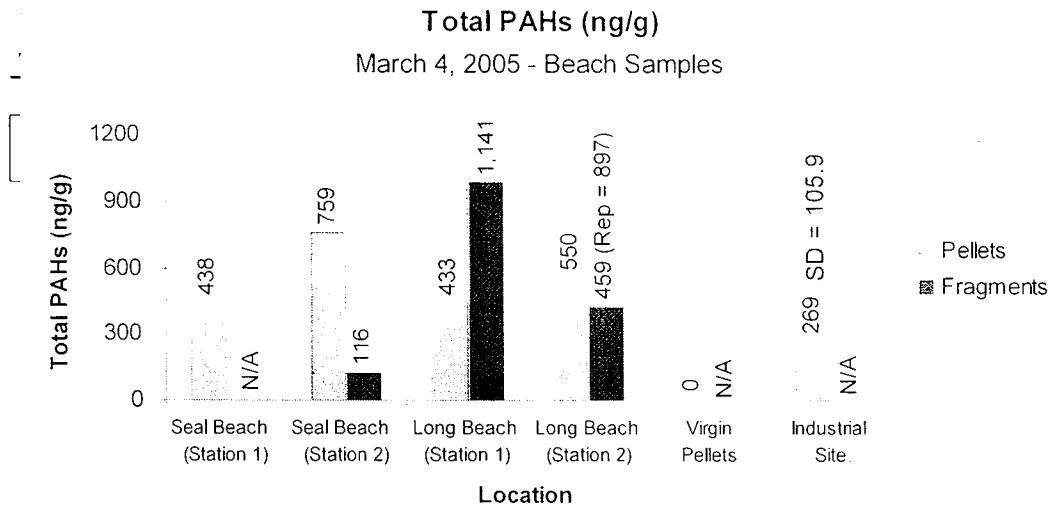 Total PAHs (ng/g)
March 4, 2005 - Beach Samples
Total PAHs (ng/g)
1200
900
600
300
0
438
N/A
759
116
433
1,141
550
459 (Rep = 897)
0
N/A
269 SD = 105.9
N/A
Pellets
Fragments
Seal Beach
(Station 1)
Seal Beach
(Station 2)
Long Beach
(Station 1)
Long Beach
(Station 2)
Virgin
Pellets
Industrial
Site.
Location